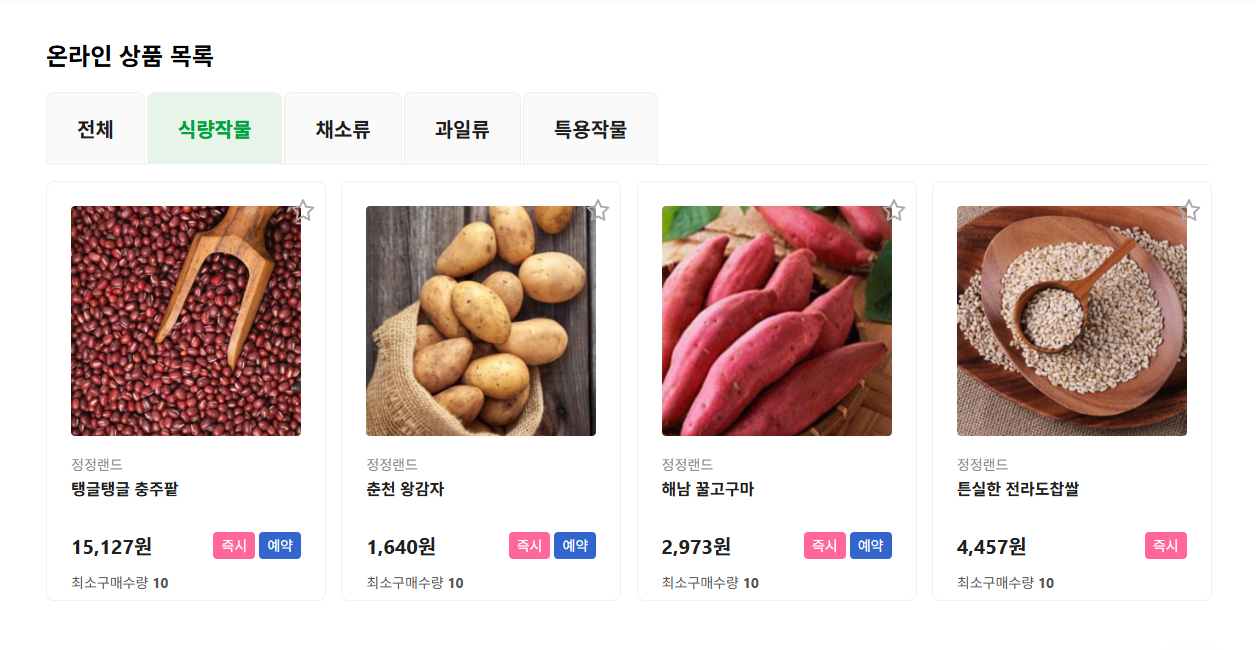 온라인 상품 목록
전체 식량작물 채소류 과일류 특용작물
정정랜드
탱글탱글 충주팥
15,127원 즉시 예약
최소구매수량 10
정정랜드
춘천 왕감자
1,640원 즉시 예약
최소구매수량 10
정정랜드
해남 꿀고구마
2,973원 즉시 예약
최소구매수량 10
정정랜드
튼실한 전라도찹쌀
4,457원 즉시
최소구매수량 10